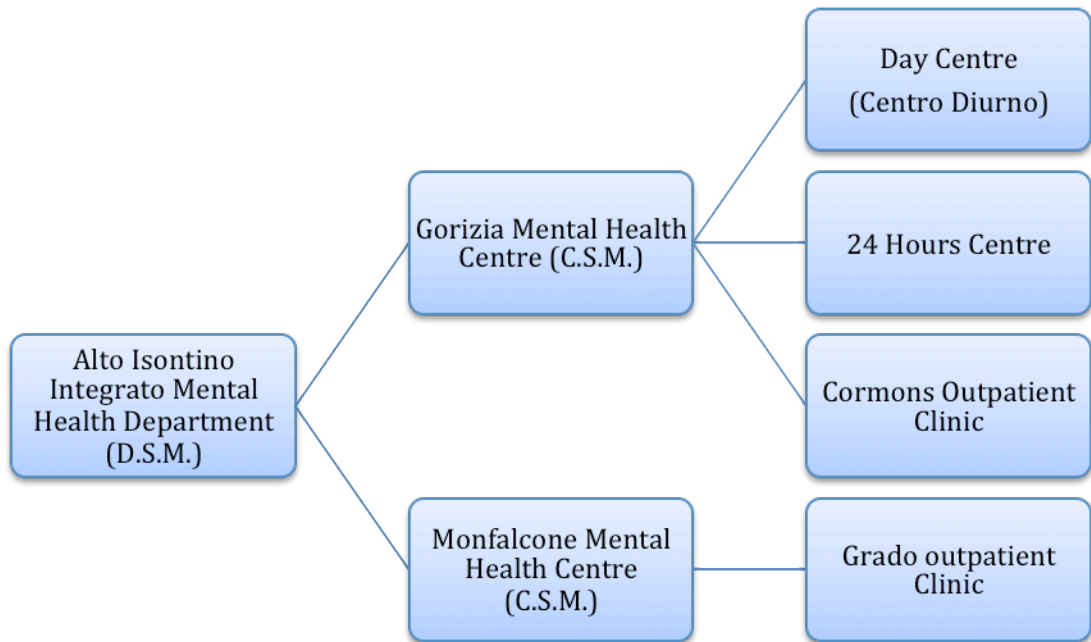 Alto Isontino
Integrato Mental
Health Department
(D.S.M.)
Gorizia Mental Health
Centre (C.S.M.)
Day Centre
(Centro Diurno)
24 Hours Centre
Cormons Outpatient
Clinic
Monfalcone Mental
Health Centre
(C.S.M.)
Grado outpatient
Clinic